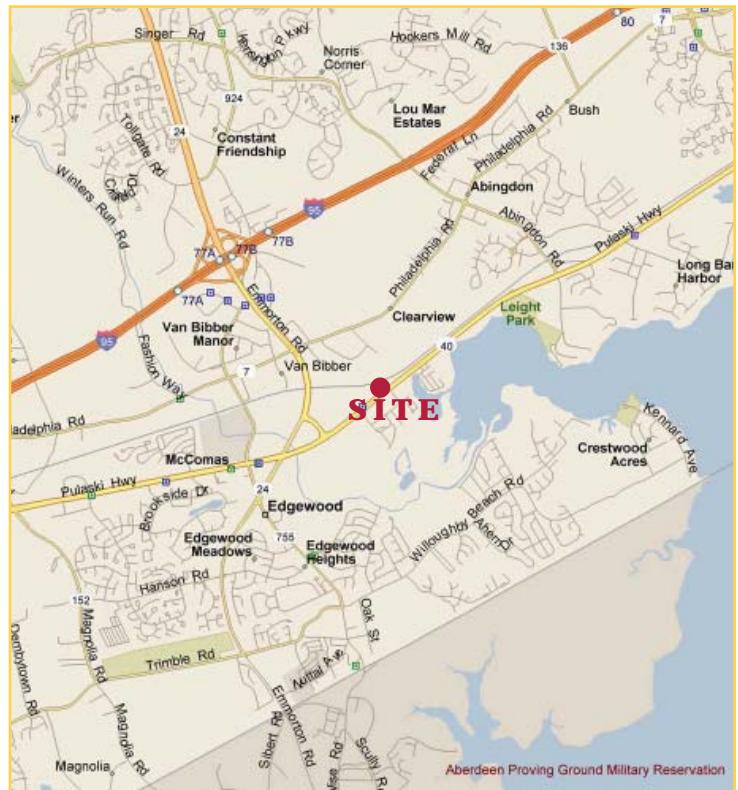 80
7
Singer Rd
Hookers Mill Rd
136
Norris
Corner
924
Lou Mar
Estates
Bush
24
Constant
Friendship
Tollgate Rd
Federal Ln
Philadelphia Rd
Winters Run Rd
Abingdon
95
Abingdon Rd
Pulaski Hwy
77B
77A
77B
Philadelphia Rd
Long Bar
Harbor
77A
Emmorton Rd
Clearview
Leight
Park
Van Bibber
Manor
95
40
Fashion Way
7
Van Bibber
SITE
adelphia Rd
Kennard Ave
McComas
Crestwood
Acres
Pulaski Hwy
24
Brookside Dr
Edgewood
Willoughby Beach Rd
Ahern Dr
755
Edgewood
Meadows
Edgewood
Heights
Hanson Rd
152
Oak St
Magnolia Rd
Trimble Rd
Dembytown Rd
Emmorton Rd
Sibert Rd
Magnolia Rd
Scully Rd
Magnolia
Aberdeen Proving Ground Military Reservation